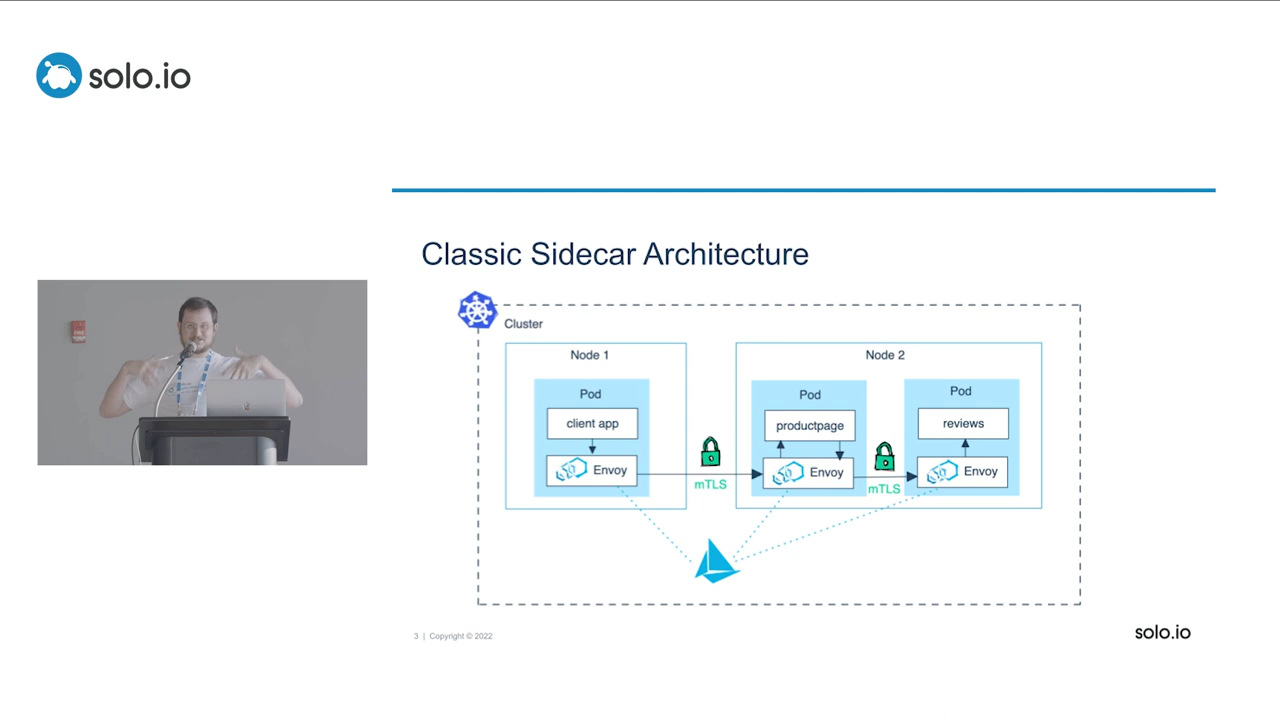 solo.io
Classic Sidecar Architecture
Cluster
Node 1
Node 2
Pod
Pod
Pod
client app
productpage
reviews
Envoy
Envoy
Envoy
mTLS
mTLS
3 | Copyright © 2022
solo.io